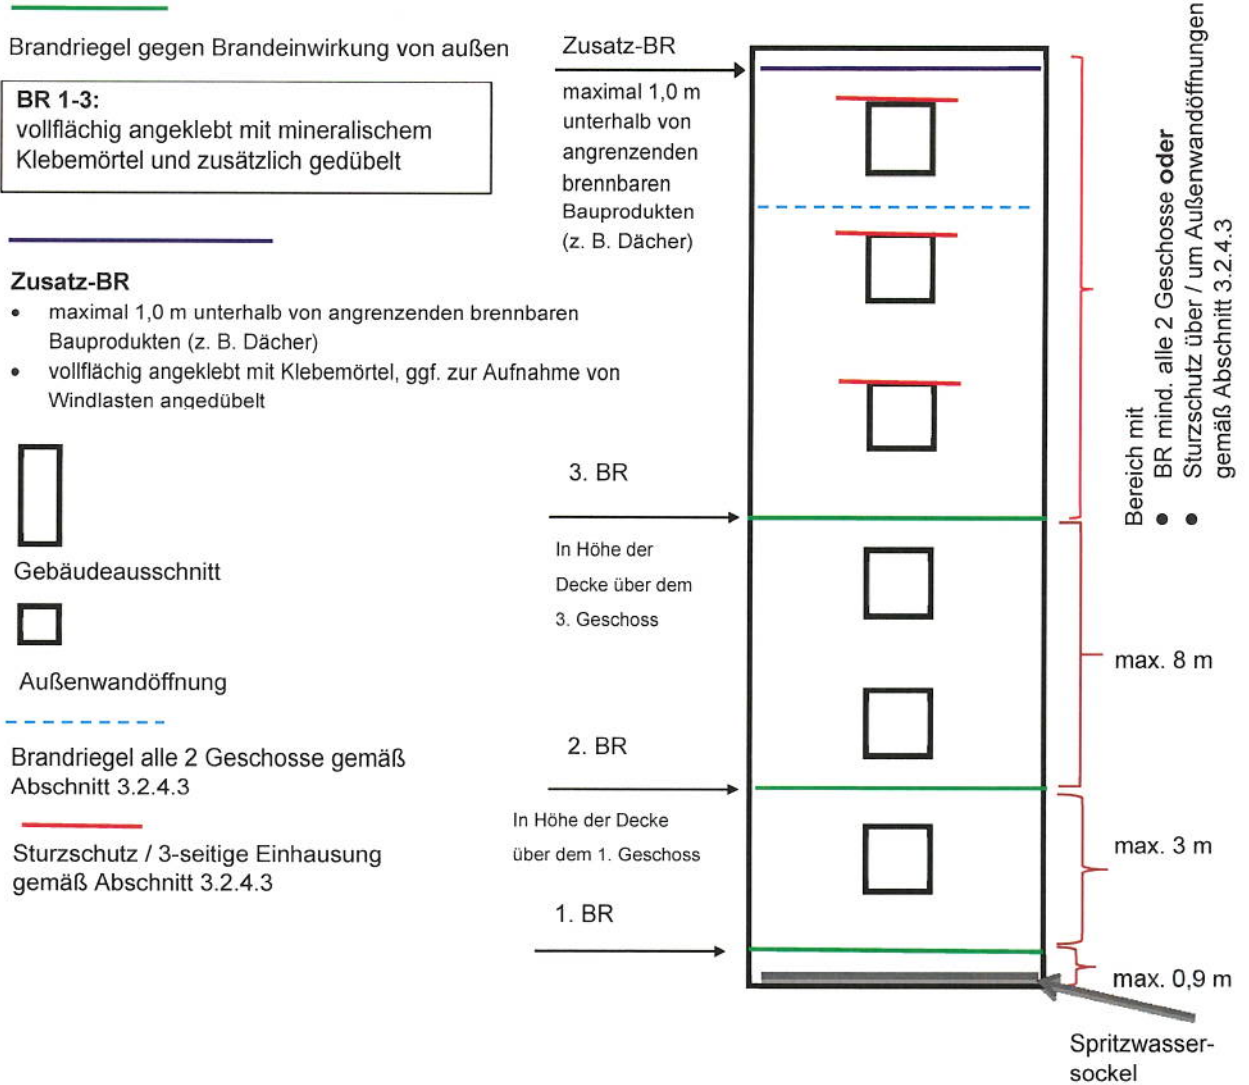 Brandriegel gegen Brandeinwirkung von außen
BR 1-3:
vollflächig angeklebt mit mineralischem
Klebemörtel und zusätzlich gedübelt
Zusatz-BR
• maximal 1,0 m unterhalb von angrenzenden brennbaren
Bauprodukten (z. B. Dächer)
• vollflächig angeklebt mit Klebemörtel, ggf. zur Aufnahme von
Windlasten angedübelt
Gebäudeausschnitt
Außenwandöffnung
Brandriegel alle 2 Geschosse gemäß
Abschnitt 3.2.4.3
Sturzschutz / 3-seitige Einhausung
gemäß Abschnitt 3.2.4.3
Zusatz-BR
maximal 1,0 m
unterhalb von
angrenzenden
brennbaren
Bauprodukten
(z. B. Dächer)
3. BR
In Höhe der
Decke über dem
3. Geschoss
2. BR
In Höhe der Decke
über dem 1. Geschoss
1. BR
Bereich mit
• BR mind. alle 2 Geschosse oder
• Sturzschutz über / um Außenwandöffnungen
gemäß Abschnitt 3.2.4.3
max. 8 m
max. 3 m
max. 0,9 m
Spritzwasser-
sockel